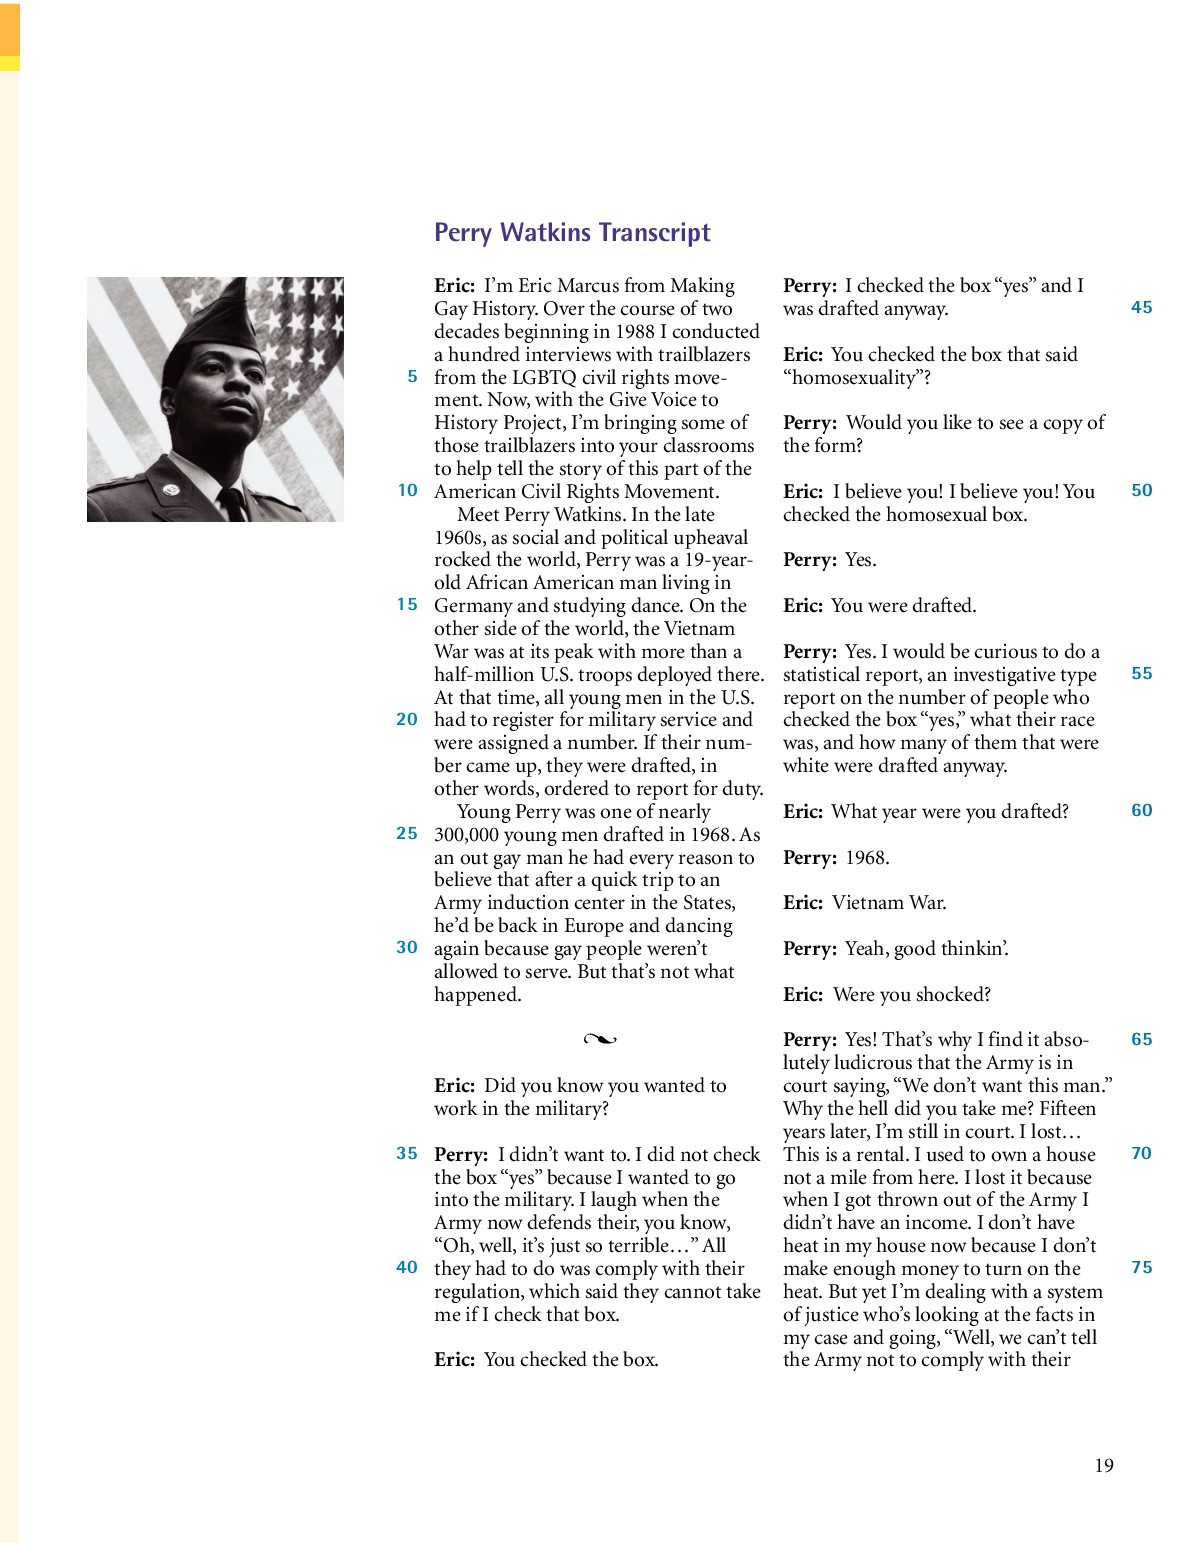 Perry Watkins Transcript
Eric: I’m Eric Marcus from Making
Gay History. Over the course of two
decades beginning in 1988 I conducted
a hundred interviews with trailblazers
5 from the LGBTQ civil rights move-
ment. Now, with the Give Voice to
History Project, I’m bringing some of
those trailblazers into your classrooms
to help tell the story of this part of the
10 American Civil Rights Movement.
Meet Perry Watkins. In the late
1960s, as social and political upheaval
rocked the world, Perry was a 19-year-
old African American man living in
15 Germany and studying dance. On the
other side of the world, the Vietnam
War was at its peak with more than a
half-million U.S. troops deployed there.
At that time, all young men in the U.S.
20 had to register for military service and
were assigned a number. If their num-
ber came up, they were drafted, in
other words, ordered to report for duty.
Young Perry was one of nearly
25 300,000 young men drafted in 1968. As
an out gay man he had every reason to
believe that after a quick trip to an
Army induction center in the States,
he’d be back in Europe and dancing
30 again because gay people weren’t
allowed to serve. But that’s not what
happened.
Eric: Did you know you wanted to
work in the military?
35 Perry: I didn’t want to. I did not check
the box “yes” because I wanted to go
into the military. I laugh when the
Army now defends their, you know,
“Oh, well, it’s just so terrible…” All
40 they had to do was comply with their
regulation, which said they cannot take
me if I check that box.
Eric: You checked the box.
Perry: I checked the box “yes” and I
was drafted anyway. 45
Eric: You checked the box that said
“homosexuality”?
Perry: Would you like to see a copy of
the form?
Eric: I believe you! I believe you! You 50
checked the homosexual box.
Perry: Yes.
Eric: You were drafted.
Perry: Yes. I would be curious to do a
statistical report, an investigative type 55
report on the number of people who
checked the box “yes,” what their race
was, and how many of them that were
white were drafted anyway.
Eric: What year were you drafted? 60
Perry: 1968.
Eric: Vietnam War.
Perry: Yeah, good thinkin’.
Eric: Were you shocked?
Perry: Yes! That’s why I find it abso- 65
lutely ludicrous that the Army is in
court saying, “We don’t want this man.”
Why the hell did you take me? Fifteen
years later, I’m still in court. I lost…
This is a rental. I used to own a house 70
not a mile from here. I lost it because
when I got thrown out of the Army I
didn’t have an income. I don’t have
heat in my house now because I don’t
make enough money to turn on the 75
heat. But yet I’m dealing with a system
of justice who’s looking at the facts in
my case and going, “Well, we can’t tell
the Army not to comply with their
19